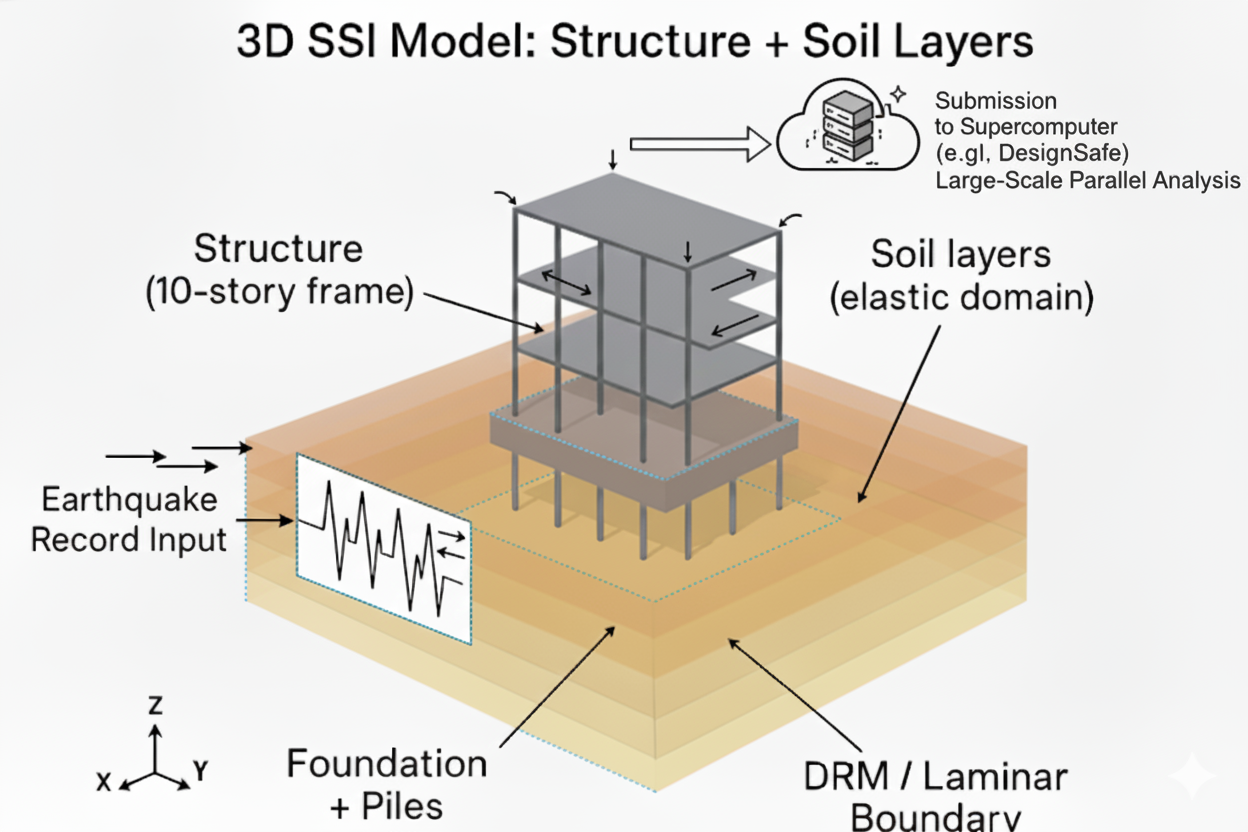 3D SSI Model: Structure + Soil Layers
Submission
to Supercomputer
(e.gl, DesignSafe)
Large-Scale Parallel Analysis
Structure
(10-story frame)
Soil layers
(elastic domain)
Earthquake
Record Input
Z
X
Y
Foundation
+ Piles
DRM / Laminar
Boundary